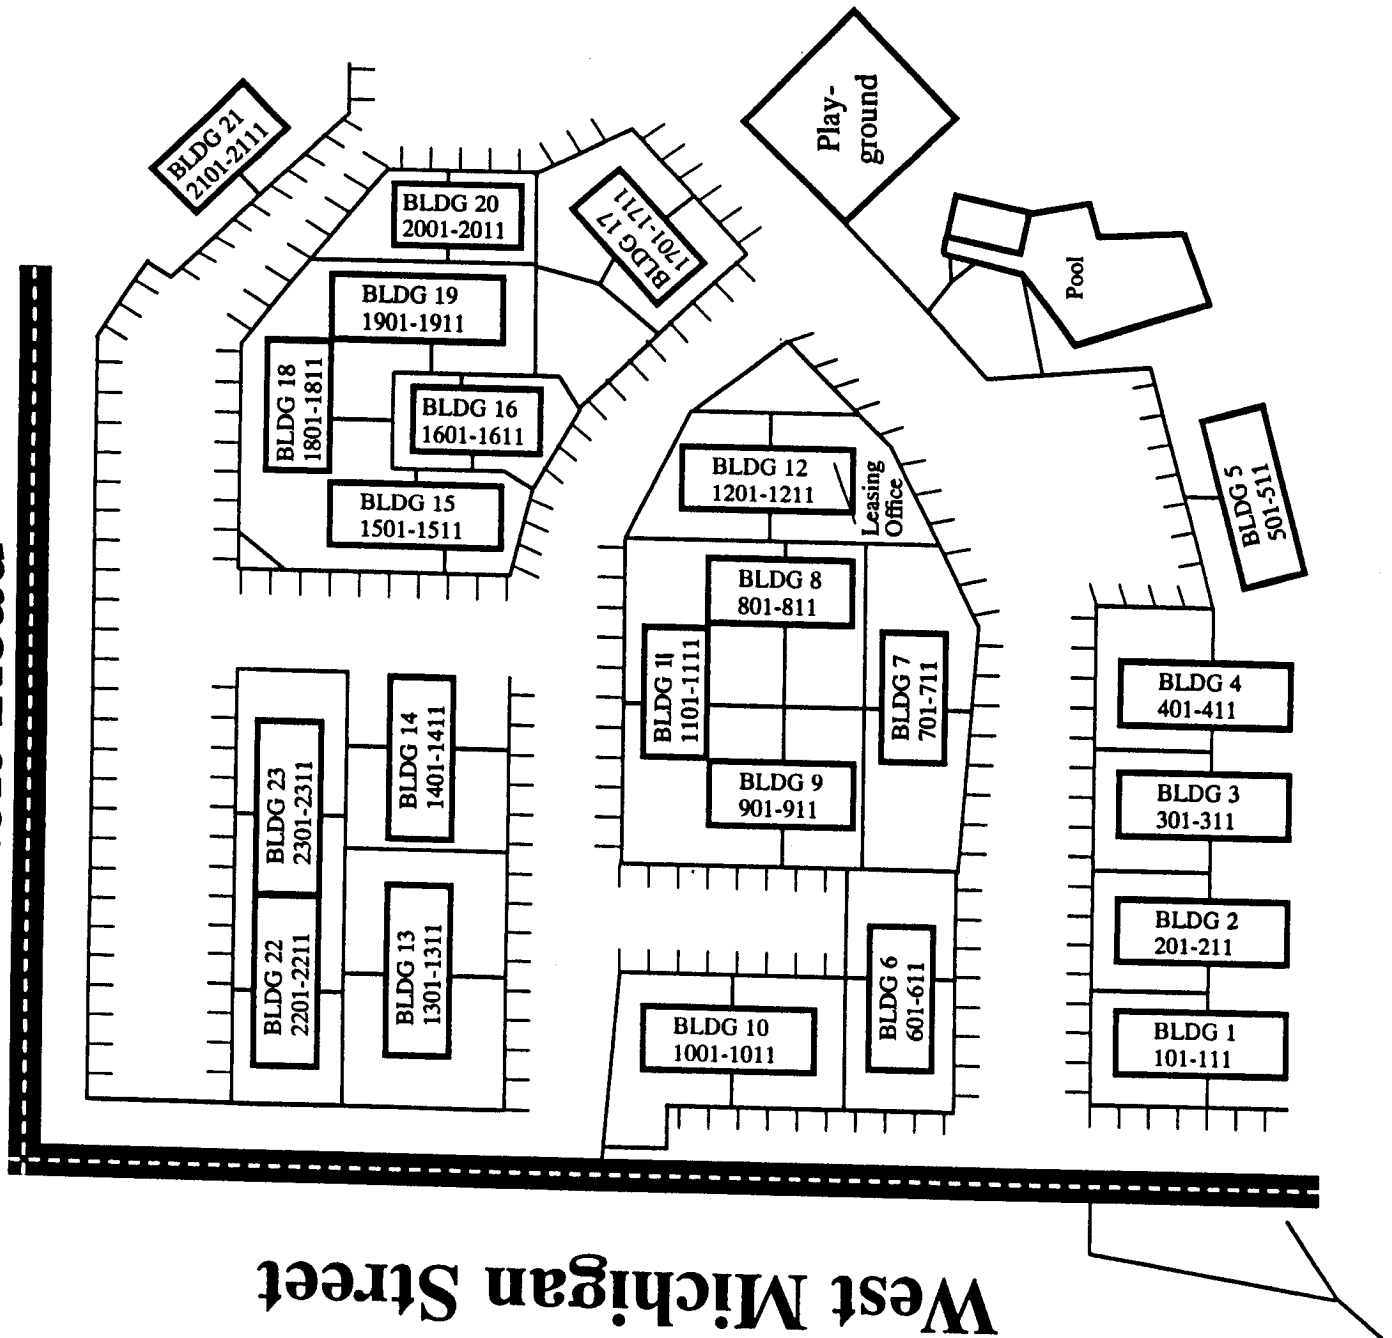 BLDG 21
2101-2111
BLDG 20
2001-2011
BLDG 17
1701-1711
Play-
ground
BLDG 19
1901-1911
Pool
BLDG 18
1801-1811
BLDG 16
1601-1611
BLDG 15
1501-1511
BLDG 12
1201-1211
Leasing
Office
BLDG 5
501-511
BLDG 8
801-811
BLDG 11
1101-1111
BLDG 7
701-711
BLDG 4
401-411
BLDG 14
1401-1411
BLDG 23
2301-2311
BLDG 9
901-911
BLDG 3
301-311
BLDG 22
2201-2211
BLDG 13
1301-1311
BLDG 2
201-211
BLDG 6
601-611
BLDG 10
1001-1011
BLDG 1
101-111
West Michigan Street